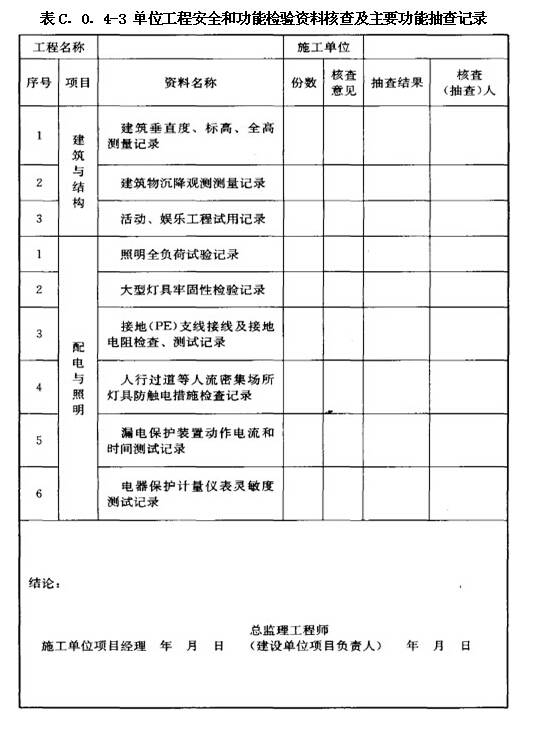 表C. 0. 4-3 单位工程安全和功能检验资料核查及主要功能抽查记录
工程名称 施工单位
序号 项目 资料名称 份数 核查意见 抽查结果 核查(抽查)人
建筑与结构
1 建筑垂直度、标高、全高
测量记录
2 建筑物沉降观测测量记录
3 活动、娱乐工程试用记录
配电与照明
1 照明全负荷试验记录
2 大型灯具牢固性检验记录
3 接地(PE)支线接线及接地
电阻检查、测试记录
4 人行过道等人流密集场所
灯具防触电措施检查记录
5 漏电保护装置动作电流和
时间测试记录
6 电器保护计量仪表灵敏度
测试记录
结论：
总监理工程师
施工单位项目经理 年 月 日 (建设单位项目负责人) 年 月 日